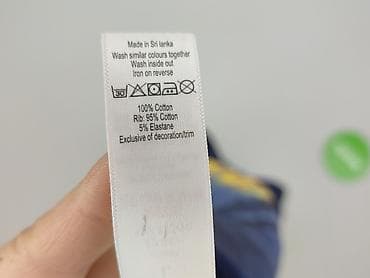 Made in Sri lanka
Wash similar colours together
Wash inside out
Iron on reverse
30
100% Cotton
Rib: 95% Cotton
5% Elastane
Exclusive of decoration/trim